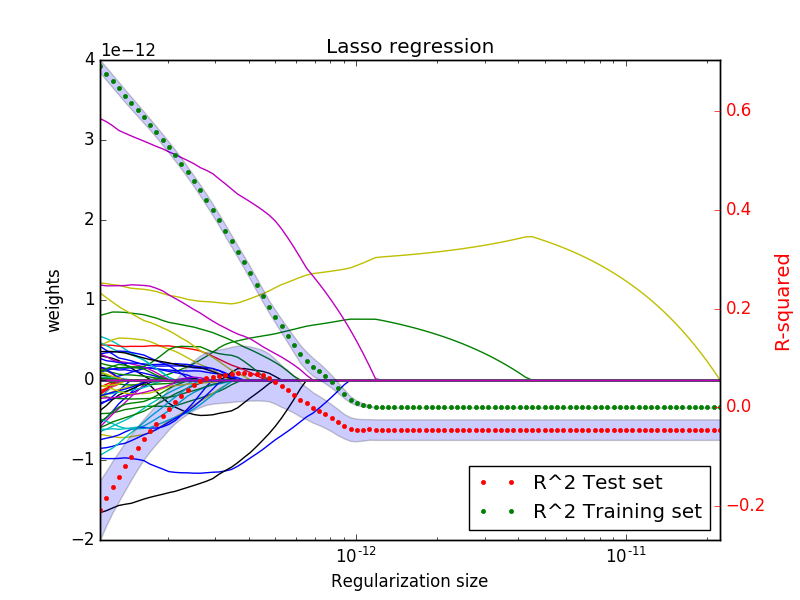 Lasso regression
1e−12
4
3
2
1
0
−1
−2
weights
0.6
0.4
0.2
0.0
−0.2
R-squared
R^2 Test set
R^2 Training set
10^-12
10^-11
Regularization size